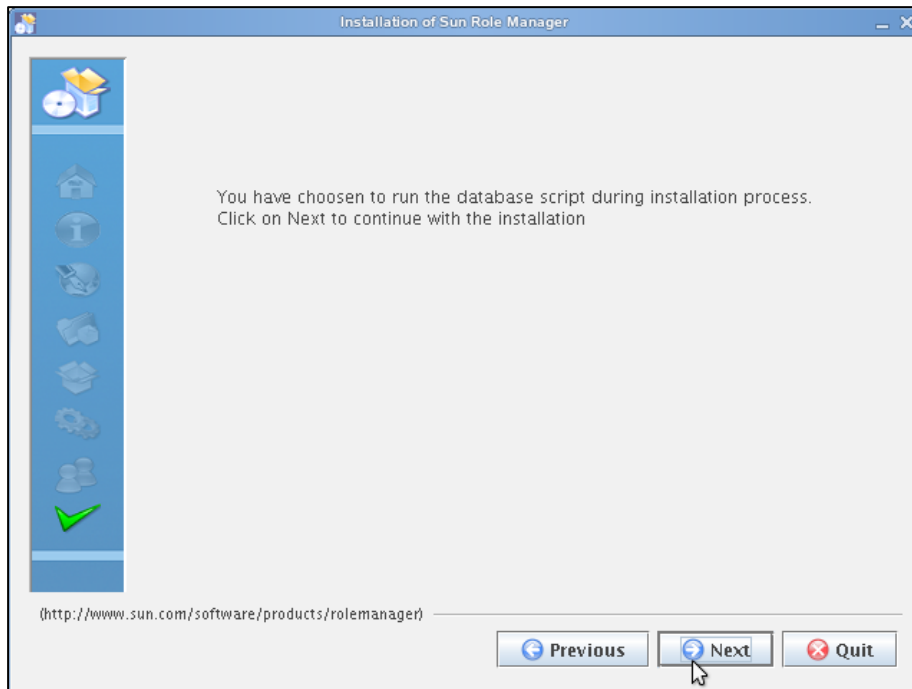 Installation of Sun Role Manager
You have choosen to run the database script during installation process.
Click on Next to continue with the installation
(http://www.sun.com/software/products/rolemanager)
Previous
Next
Quit